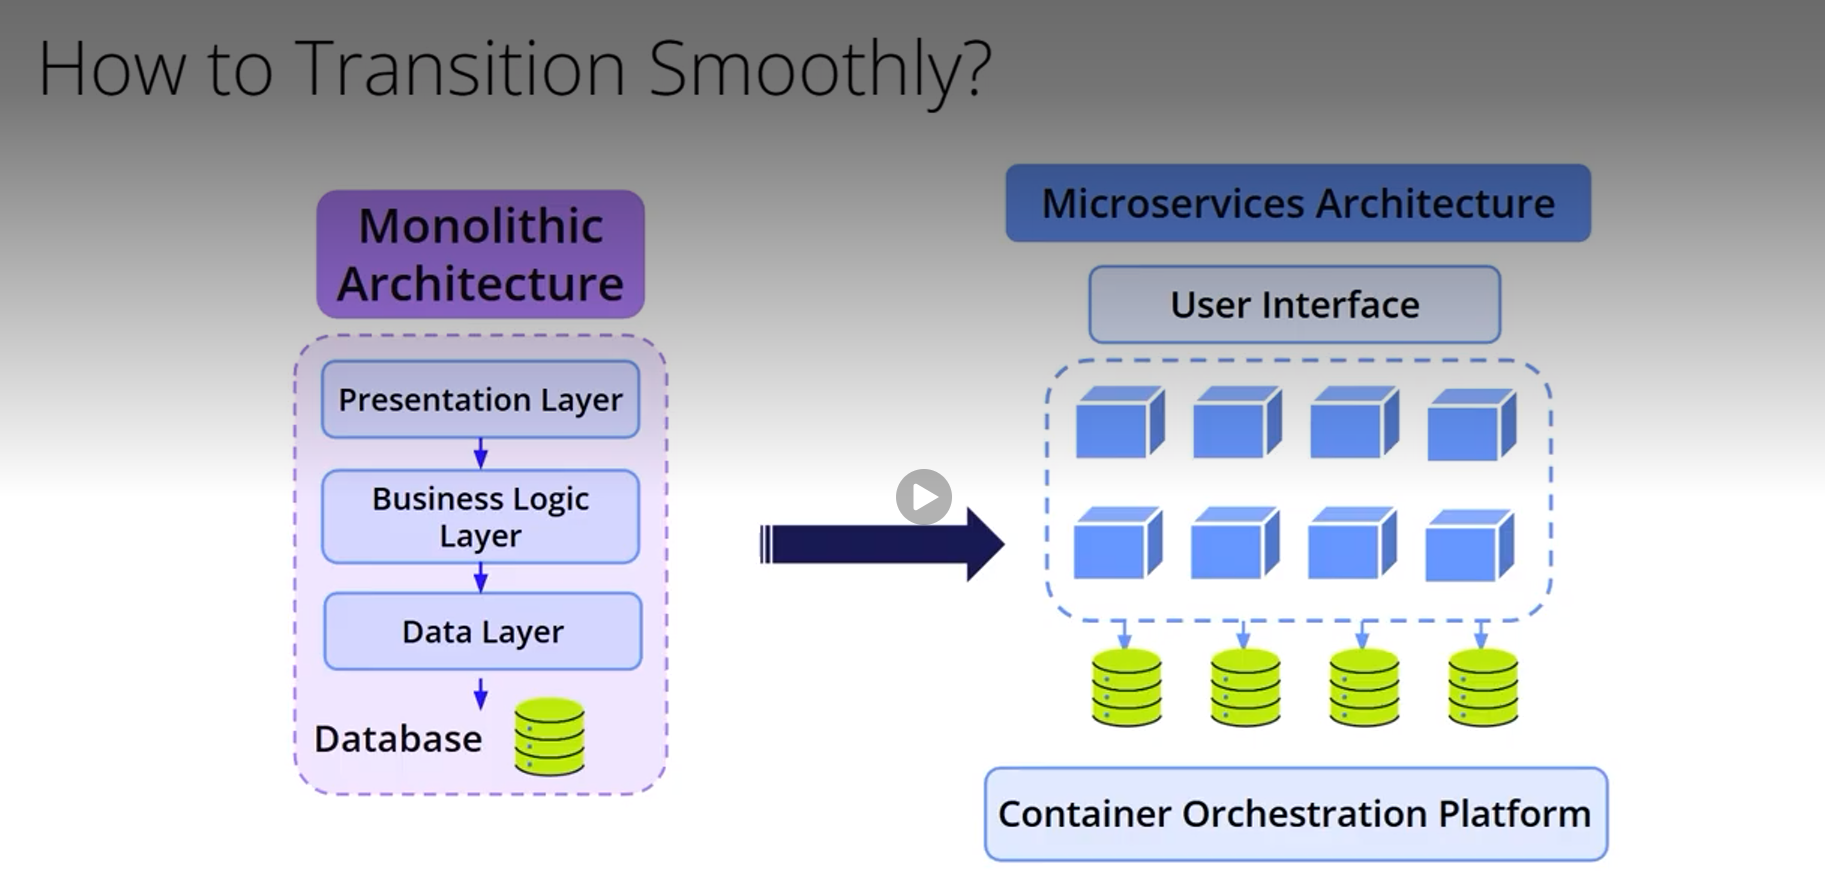 How to Transition Smoothly?
Monolithic
Architecture
Presentation Layer
Business Logic
Layer
Data Layer
Database
Microservices Architecture
User Interface
Container Orchestration Platform